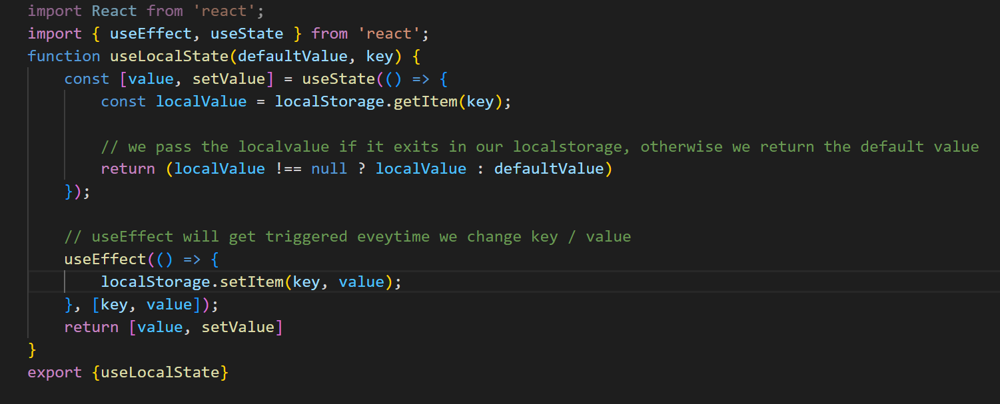 import React from 'react';
import { useEffect, useState } from 'react';
function useLocalState(defaultValue, key) {
    const [value, setValue] = useState(() => {
        const localValue = localStorage.getItem(key);

        // we pass the localvalue if it exits in our localstorage, otherwise we return the default value
        return (localValue !== null ? localValue : defaultValue)
    });

    // useEffect will get triggered eveytime we change key / value
    useEffect(() => {
        localStorage.setItem(key, value);
    }, [key, value]);
    return [value, setValue]
}
export {useLocalState}